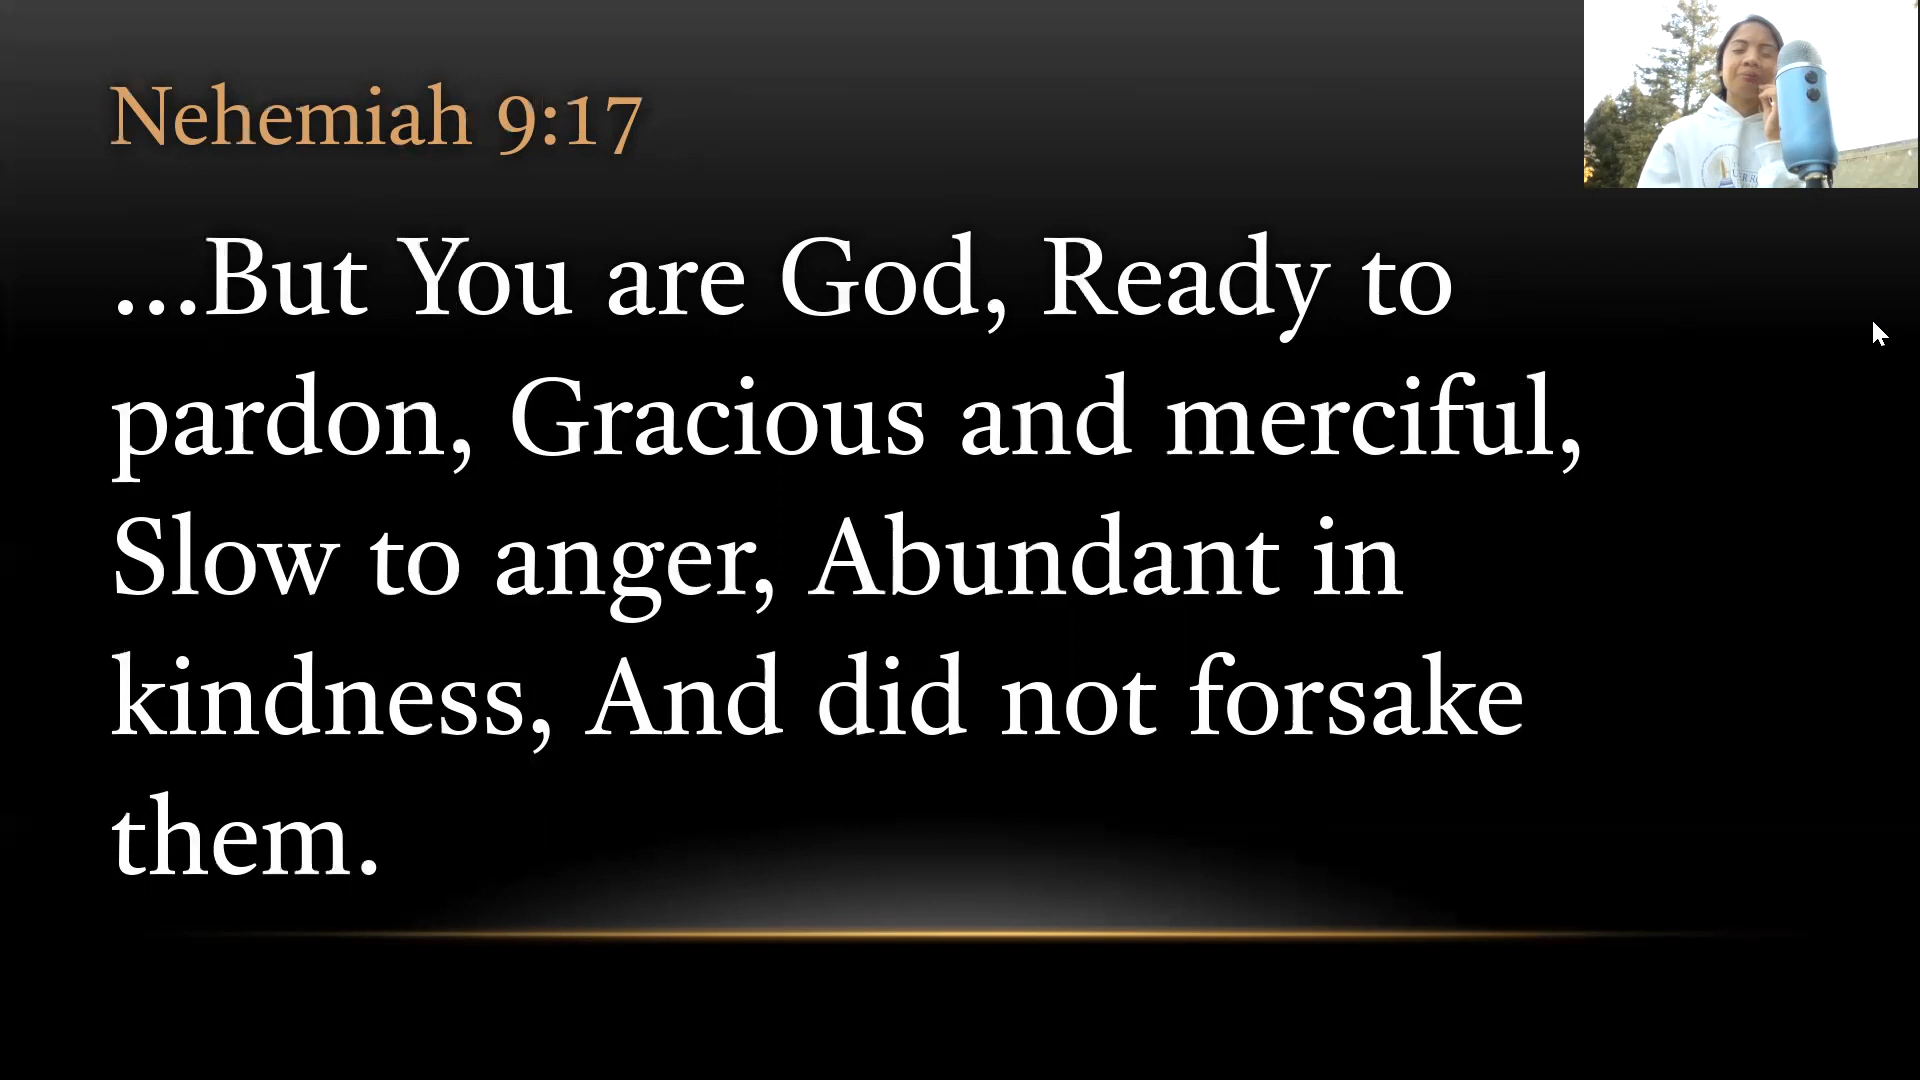 Nehemiah 9:17
...But You are God, Ready to
pardon, Gracious and merciful,
Slow to anger, Abundant in
kindness, And did not forsake
them.